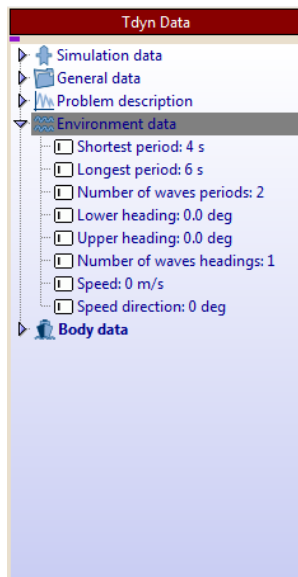 Tdyn Data
Simulation data
General data
Problem description
Environment data
Shortest period: 4 s
Longest period: 6 s
Number of waves periods: 2
Lower heading: 0.0 deg
Upper heading: 0.0 deg
Number of waves headings: 1
Speed: 0 m/s
Speed direction: 0 deg
Body data